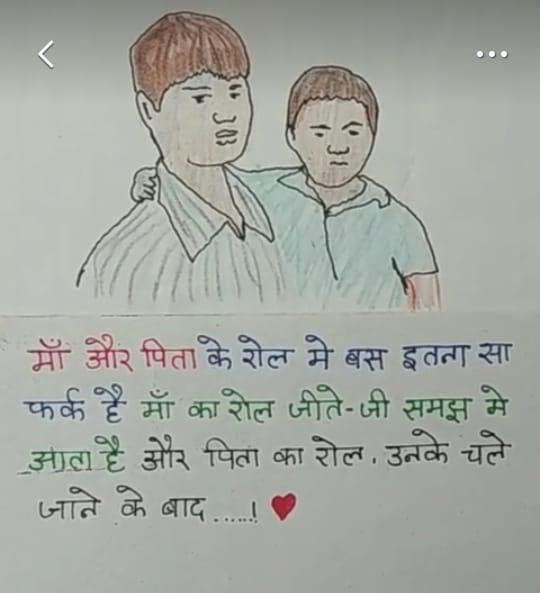 माँ और पिता के रोल मे बस इतना सा
फर्क है माँ का रोल जीते-जी समझ मे
आता है और पिता का रोल. उनके चले
जाने के बाद.....! ♥